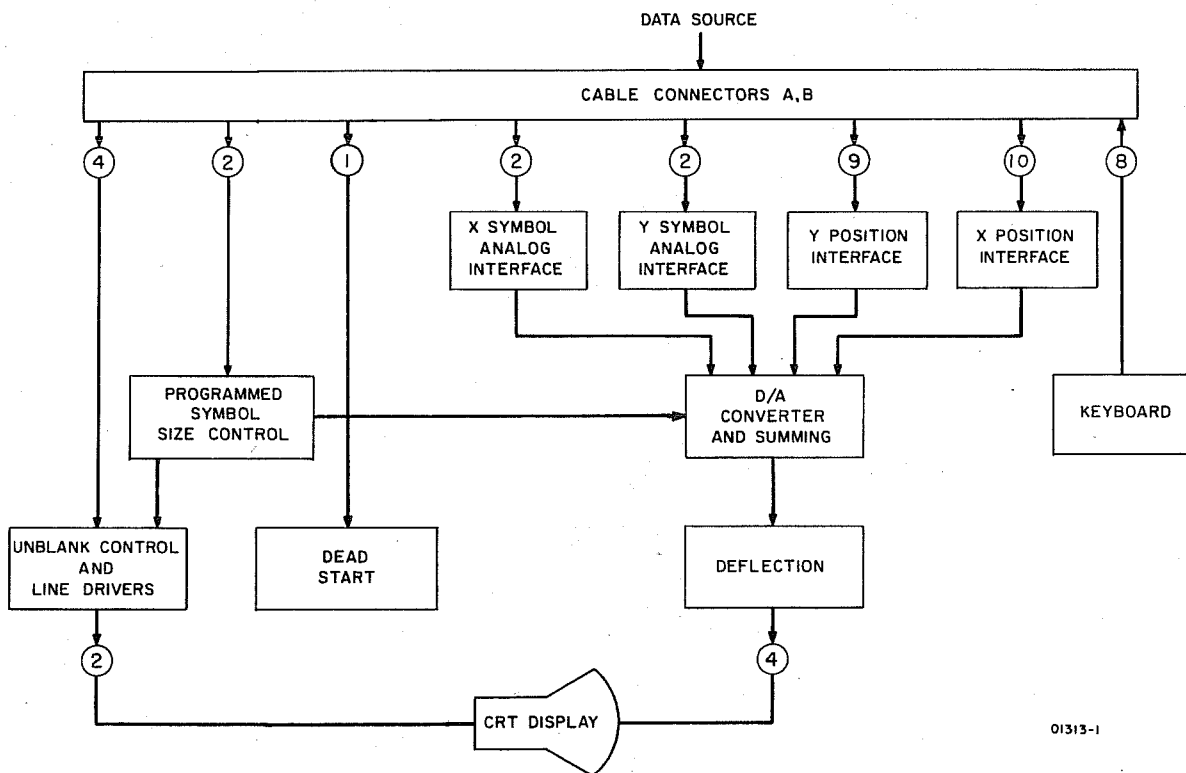 DATA SOURCE
CABLE CONNECTORS A,B
4
2
1
2
2
9
10
8
X SYMBOL
ANALOG
INTERFACE
Y SYMBOL
ANALOG
INTERFACE
Y POSITION
INTERFACE
X POSITION
INTERFACE
PROGRAMMED
SYMBOL
SIZE CONTROL
D/A
CONVERTER
AND SUMMING
KEYBOARD
UNBLANK CONTROL
AND
LINE DRIVERS
DEAD
START
DEFLECTION
2
4
CRT DISPLAY
01313-1